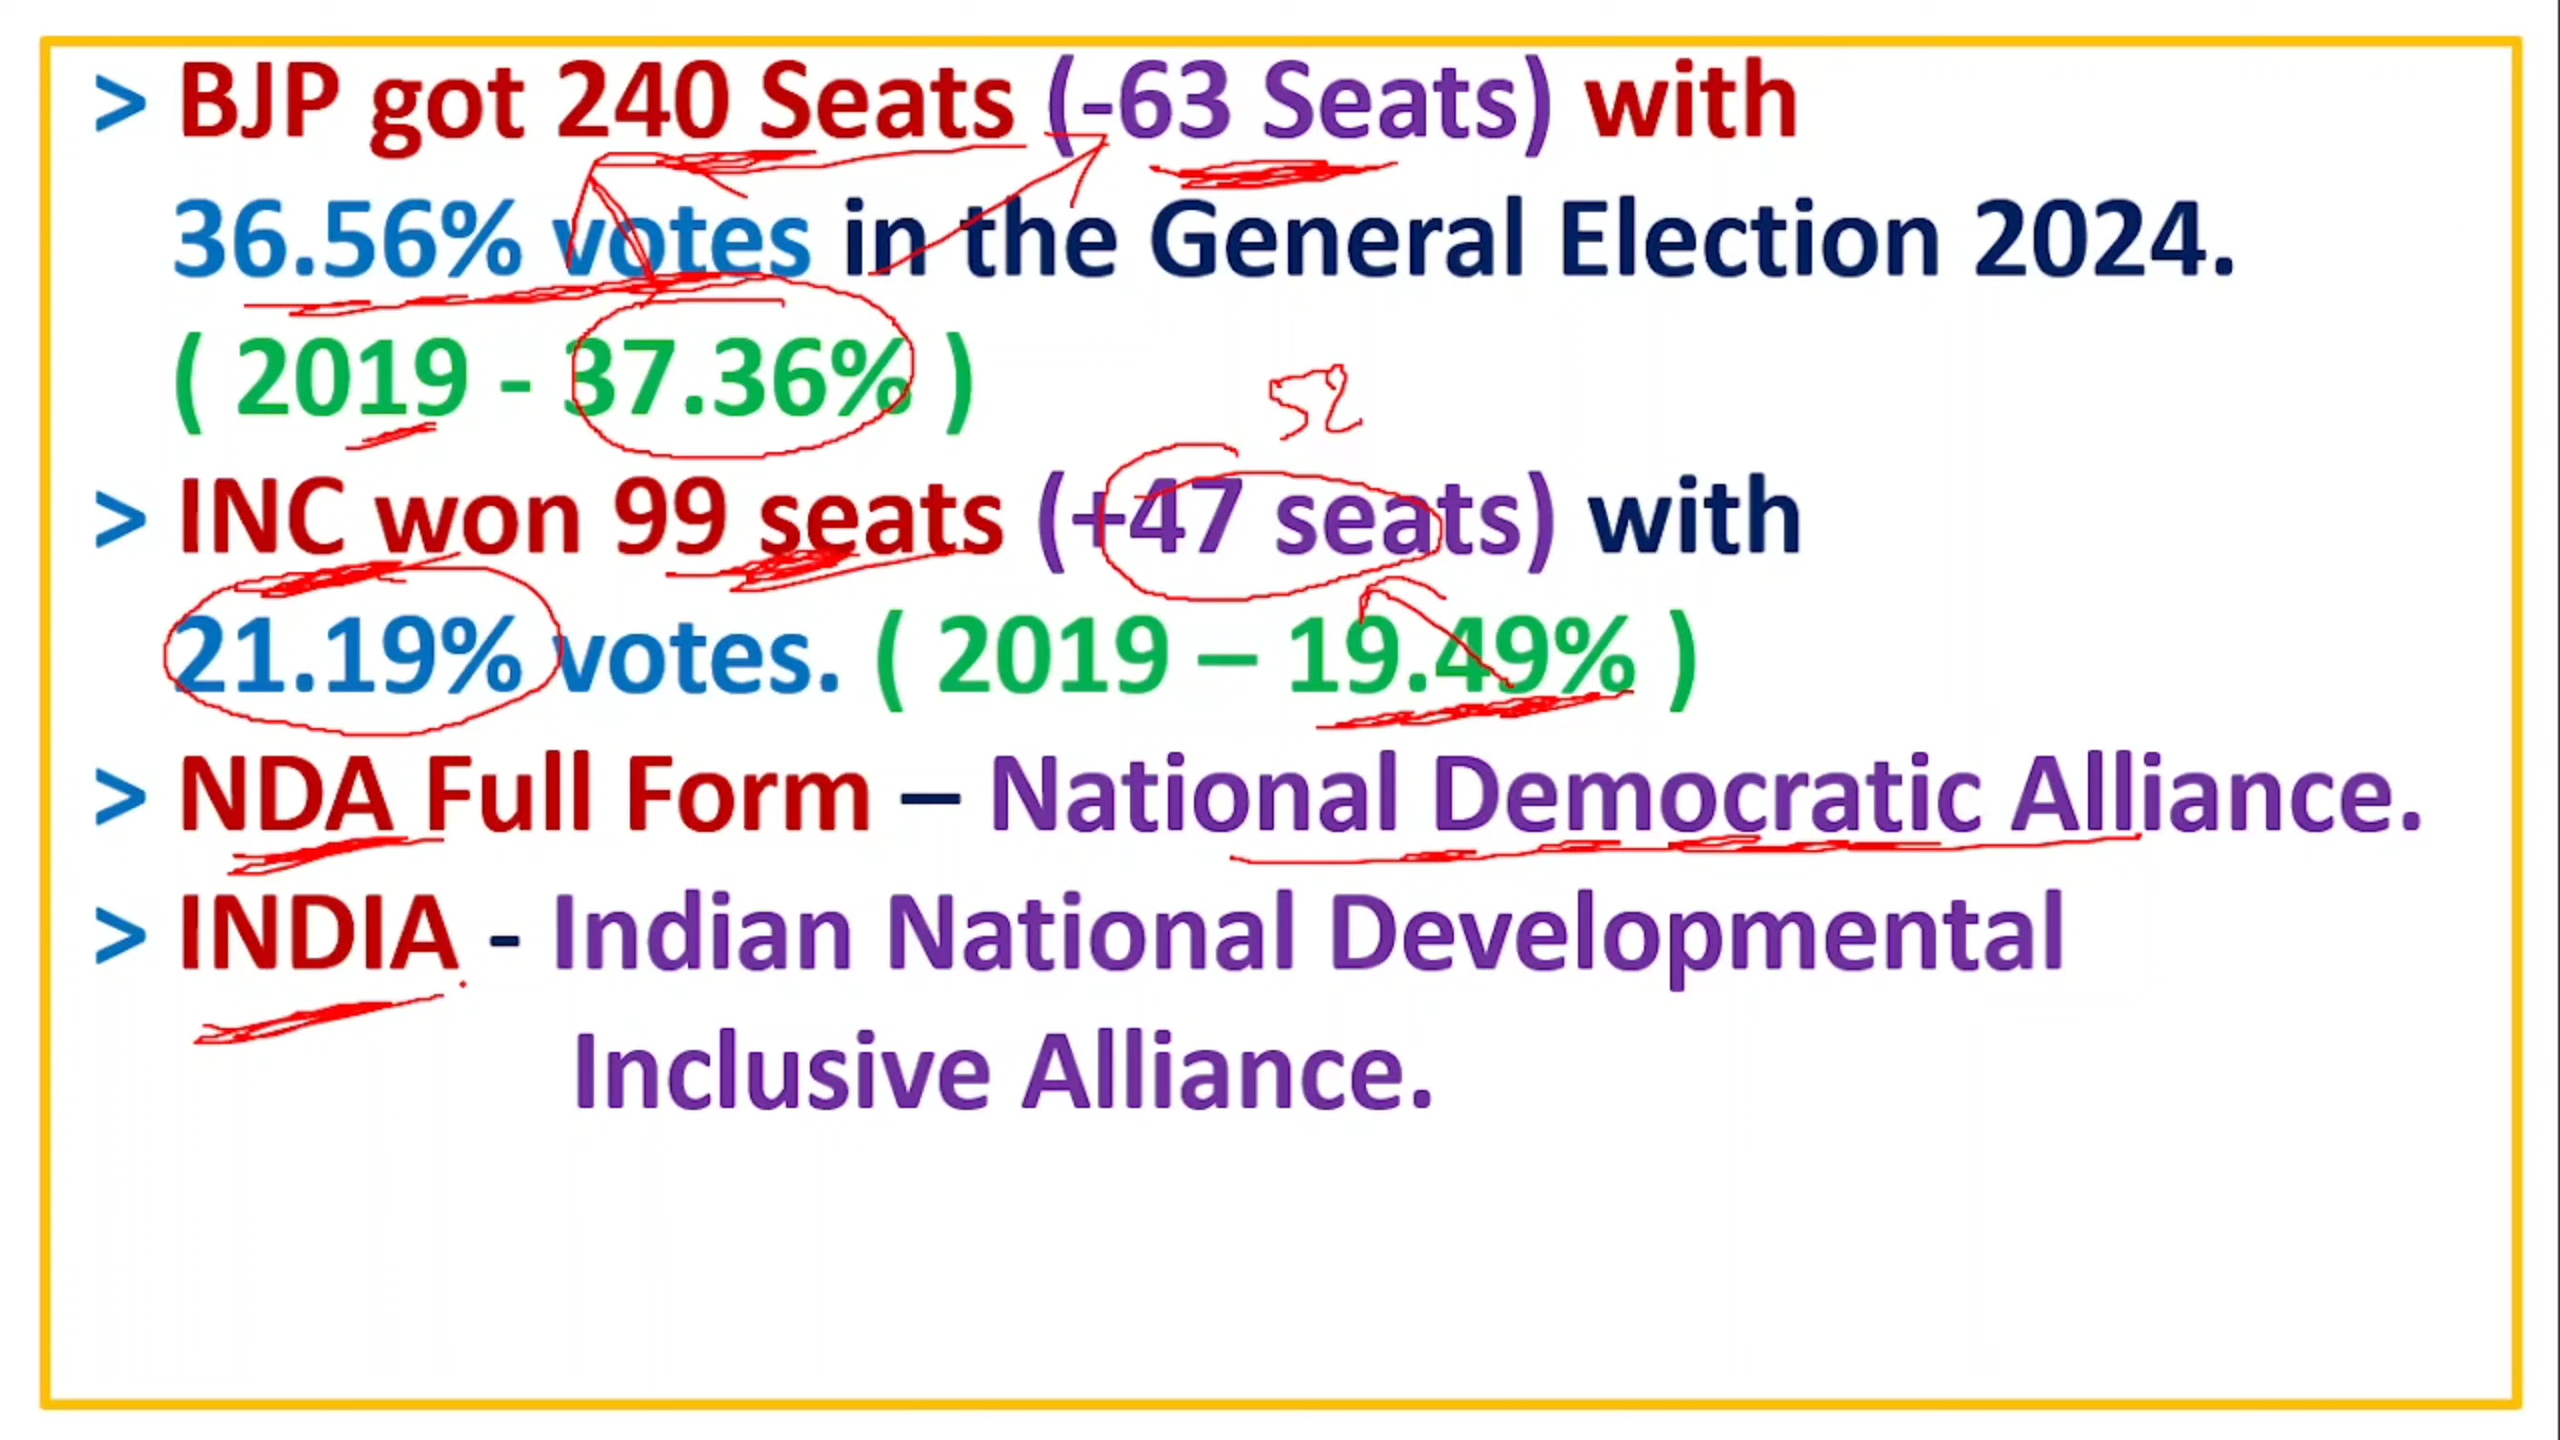 > BJP got 240 Seats (-63 Seats) with
36.56% votes in the General Election 2024.
( 2019 - 37.36% )
52
> INC won 99 seats (+47 seats) with
21.19% votes. ( 2019 – 19.49% )
> NDA Full Form – National Democratic Alliance.
> INDIA - Indian National Developmental
Inclusive Alliance.